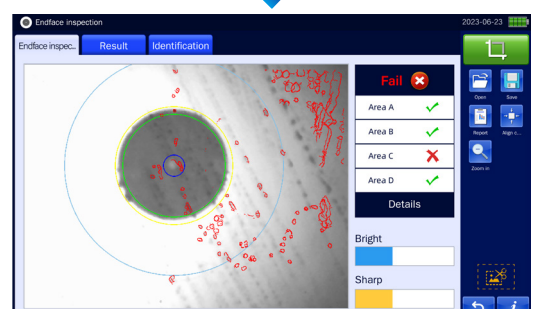 Endface inspection
2023-06-23
Endface inspec..
Result
Identification
Fail
Area A
Area B
Area C
Area D
Details
Bright
Sharp
Open
Save
Report
Align c...
Zoom in